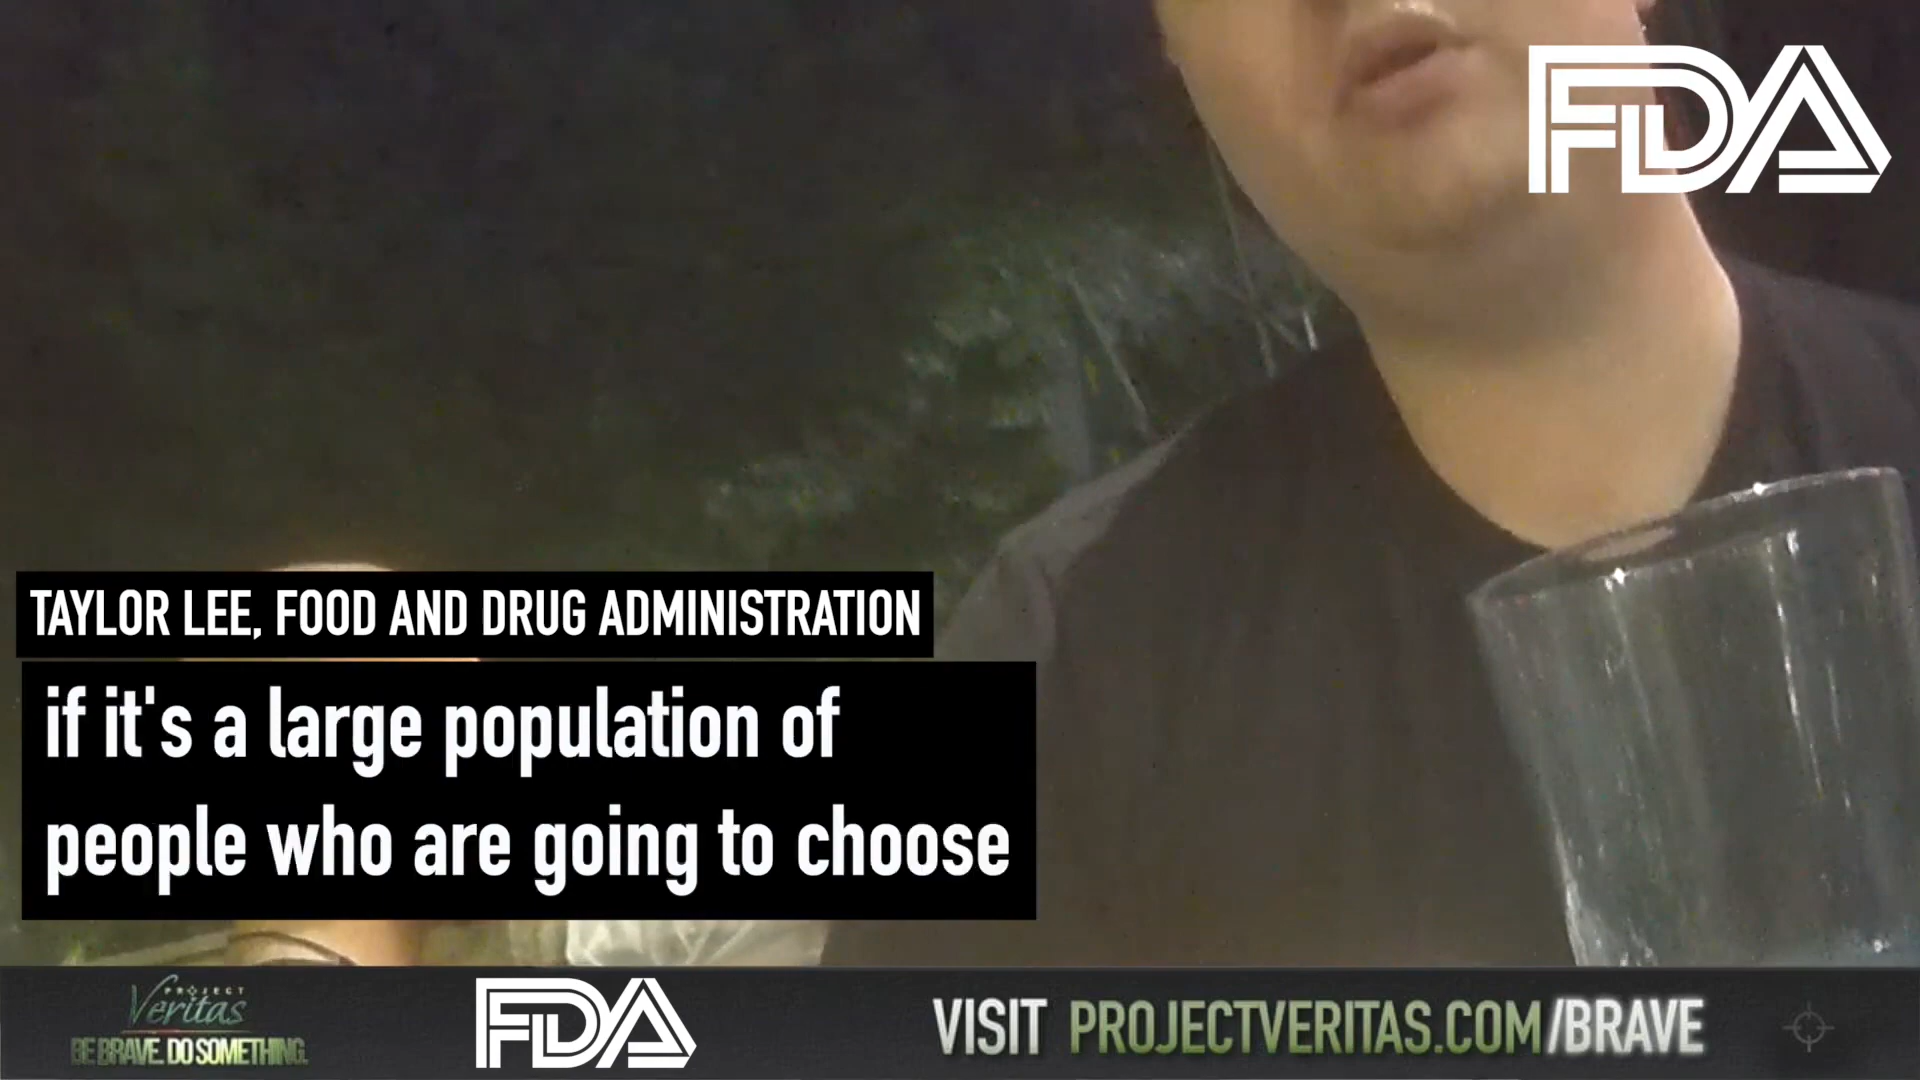 FDA
TAYLOR LEE, FOOD AND DRUG ADMINISTRATION
if it's a large population of
people who are going to choose
PROJECT
Veritas
BE BRAVE. DO SOMETHING.
FDA
VISIT PROJECTVERITAS.COM/BRAVE